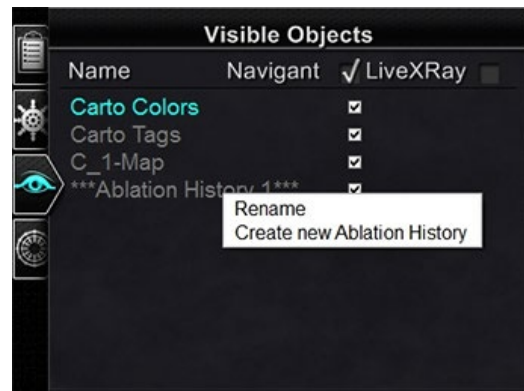 Visible Objects
Name Navigant LiveXRay
Carto Colors
Carto Tags
C_1-Map
***Ablation History 1***
Rename
Create new Ablation History